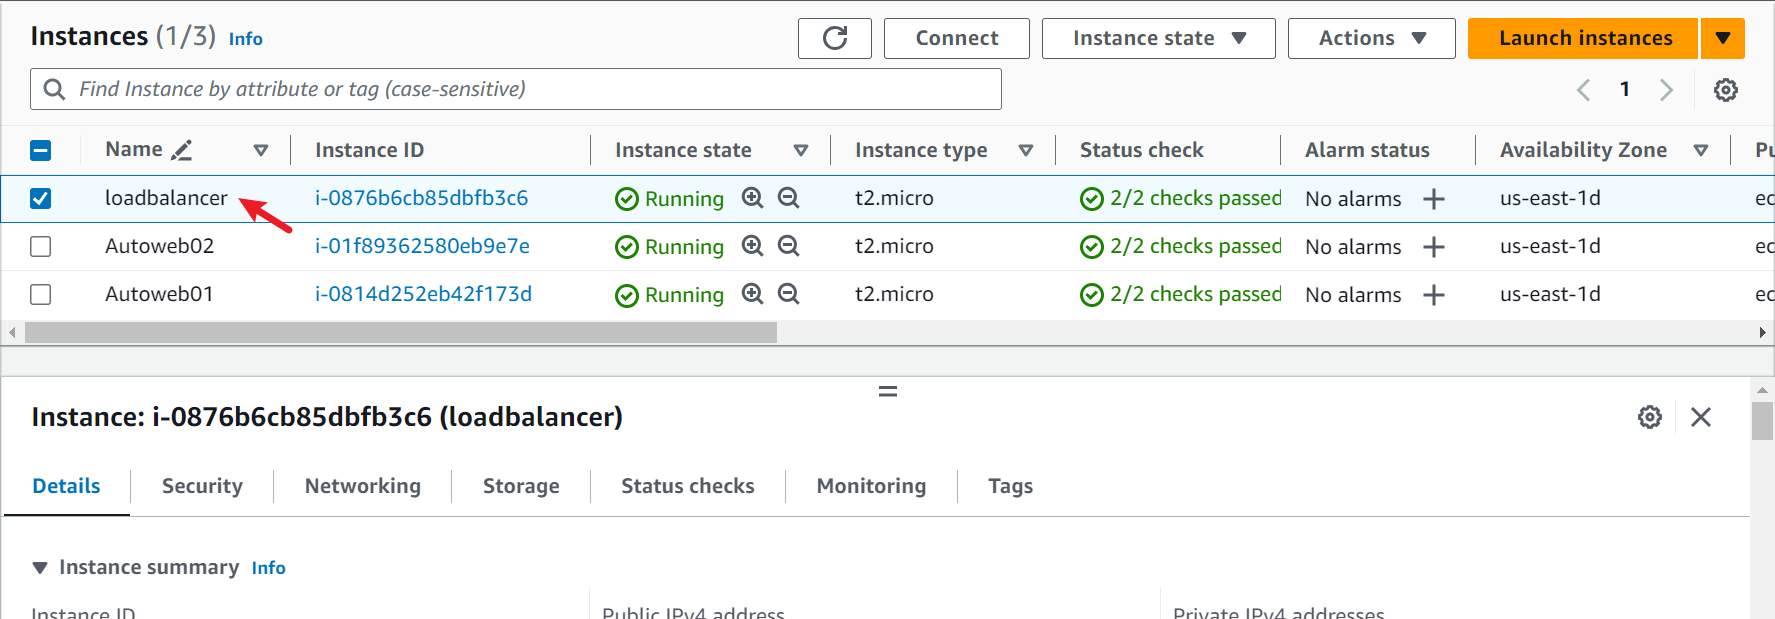 Instances (1/3) Info Connect Instance state Actions Launch instances
Find Instance by attribute or tag (case-sensitive) 1
Name Instance ID Instance state Instance type Status check Alarm status Availability Zone
loadbalancer i-0876b6cb85dbfb3c6 Running t2.micro 2/2 checks passed No alarms us-east-1d
Autoweb02 i-01f89362580eb9e7e Running t2.micro 2/2 checks passed No alarms us-east-1d
Autoweb01 i-0814d252eb42f173d Running t2.micro 2/2 checks passed No alarms us-east-1d
Instance: i-0876b6cb85dbfb3c6 (loadbalancer)
Details Security Networking Storage Status checks Monitoring Tags
Instance summary Info
Instance ID Public IPv4 address Private IPv4 addresses